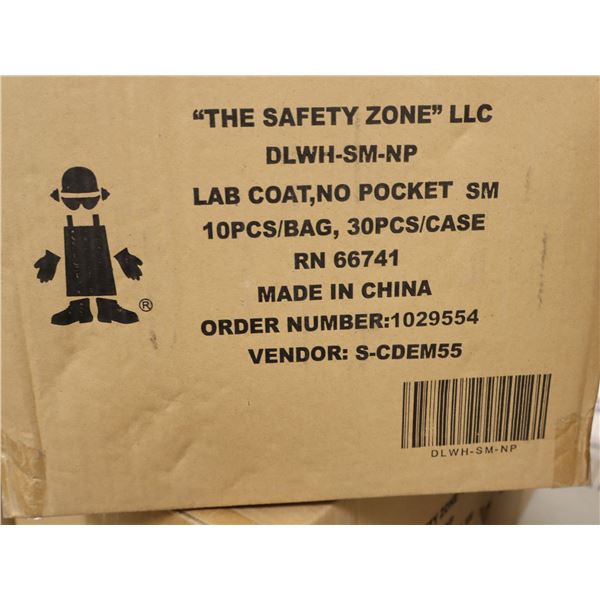 “THE SAFETY ZONE” LLC
DLWH-SM-NP
LAB COAT,NO POCKET SM
10PCS/BAG, 30PCS/CASE
RN 66741
MADE IN CHINA
ORDER NUMBER:1029554
VENDOR: S-CDEM55
®
DLWH-SM-NP
ZONE”